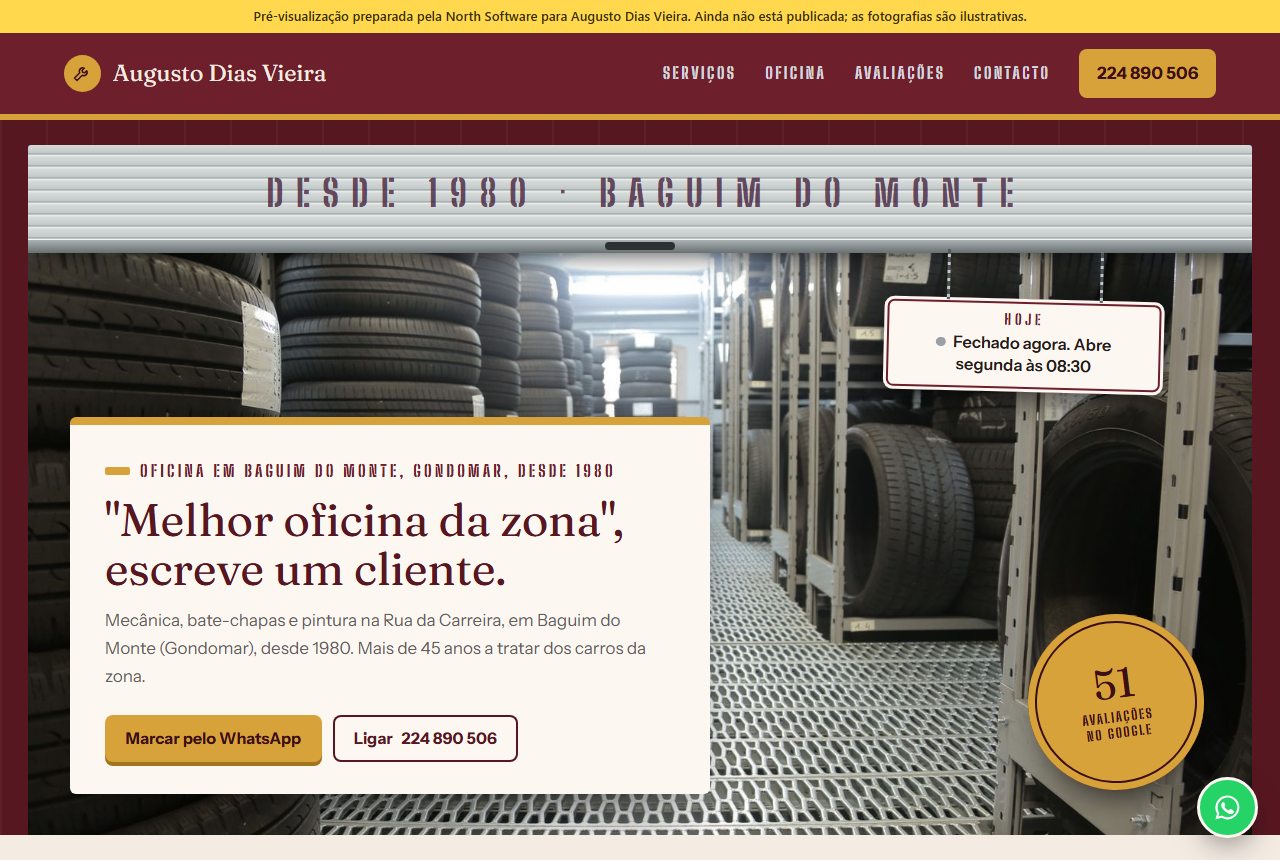 Pré-visualização preparada pela North Software para Augusto Dias Vieira. Ainda não está publicada; as fotografias são ilustrativas.
Augusto Dias Vieira
SERVIÇOS
OFICINA
AVALIAÇÕES
CONTACTO
224 890 506
DESDE 1980 · BAGUIM DO MONTE
HOJE
Fechado agora. Abre
segunda às 08:30
OFICINA EM BAGUIM DO MONTE, GONDOMAR, DESDE 1980
"Melhor oficina da zona",
escreve um cliente.
Mecânica, bate-chapas e pintura na Rua da Carreira, em Baguim do
Monte (Gondomar), desde 1980. Mais de 45 anos a tratar dos carros da
zona.
Marcar pelo WhatsApp
Ligar 224 890 506
51
AVALIAÇÕES
NO GOOGLE